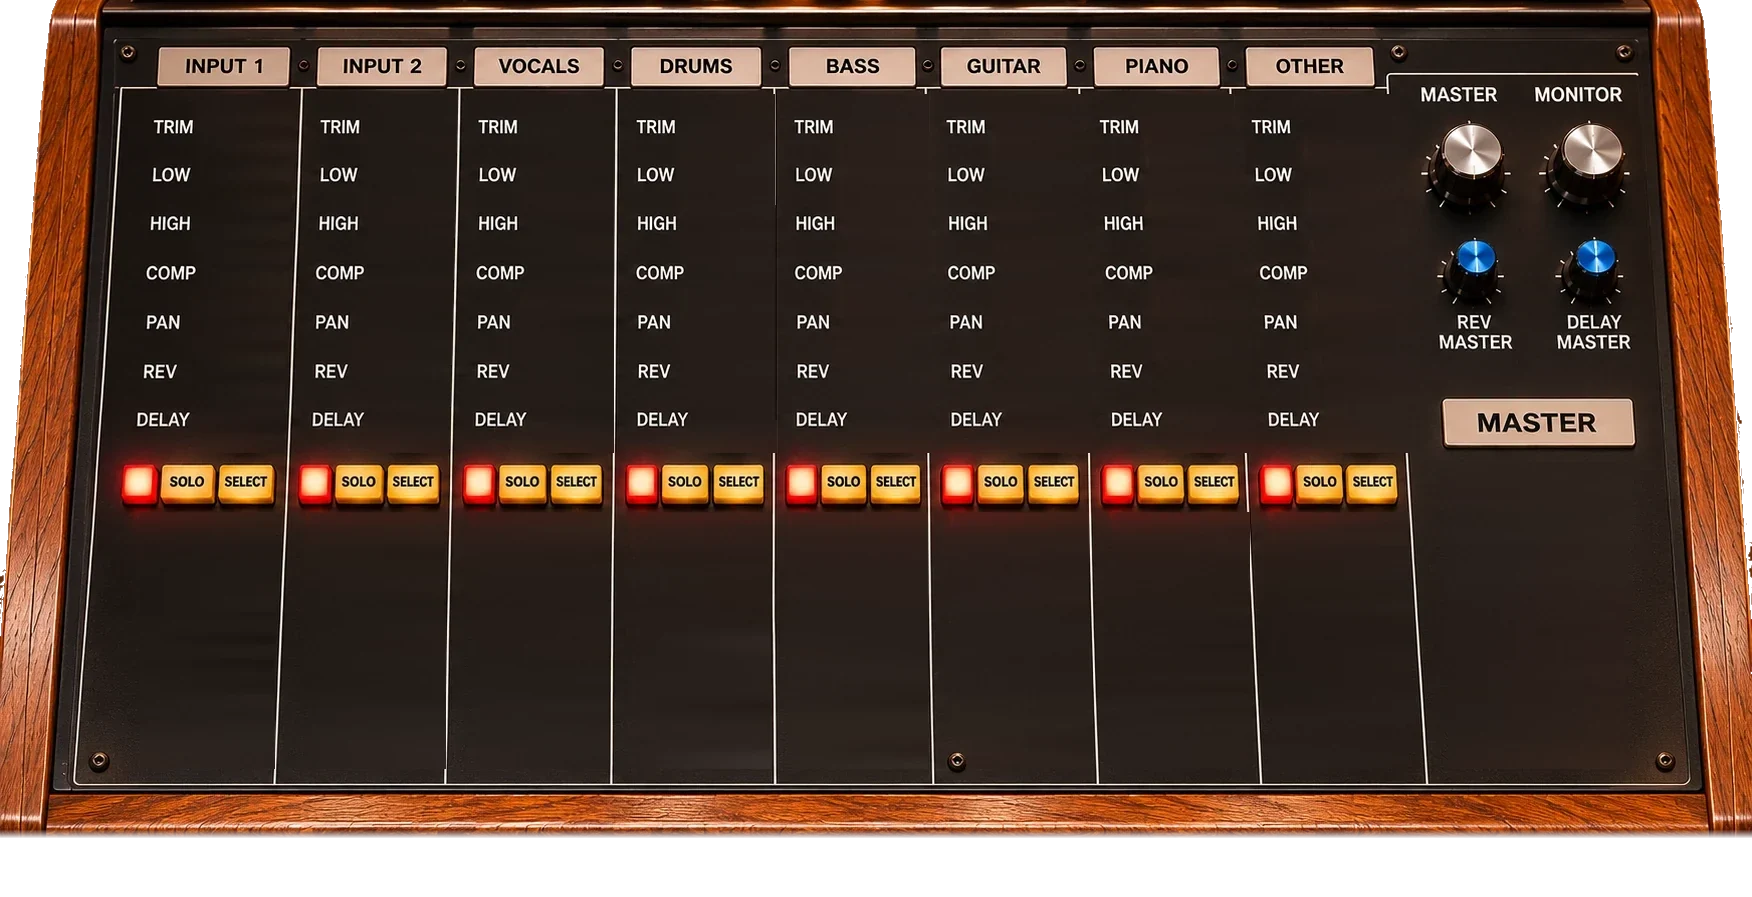 INPUT 1 INPUT 2 VOCALS DRUMS BASS GUITAR PIANO OTHER
MASTER MONITOR
TRIM TRIM TRIM TRIM TRIM TRIM TRIM TRIM
LOW LOW LOW LOW LOW LOW LOW LOW
HIGH HIGH HIGH HIGH HIGH HIGH HIGH HIGH
COMP COMP COMP COMP COMP COMP COMP COMP
PAN PAN PAN PAN PAN PAN PAN PAN
REV DELAY
MASTER MASTER
REV REV REV REV REV REV REV REV
DELAY DELAY DELAY DELAY DELAY DELAY DELAY DELAY
MASTER
SOLO SELECT SOLO SELECT SOLO SELECT SOLO SELECT SOLO SELECT SOLO SELECT SOLO SELECT SOLO SELECT